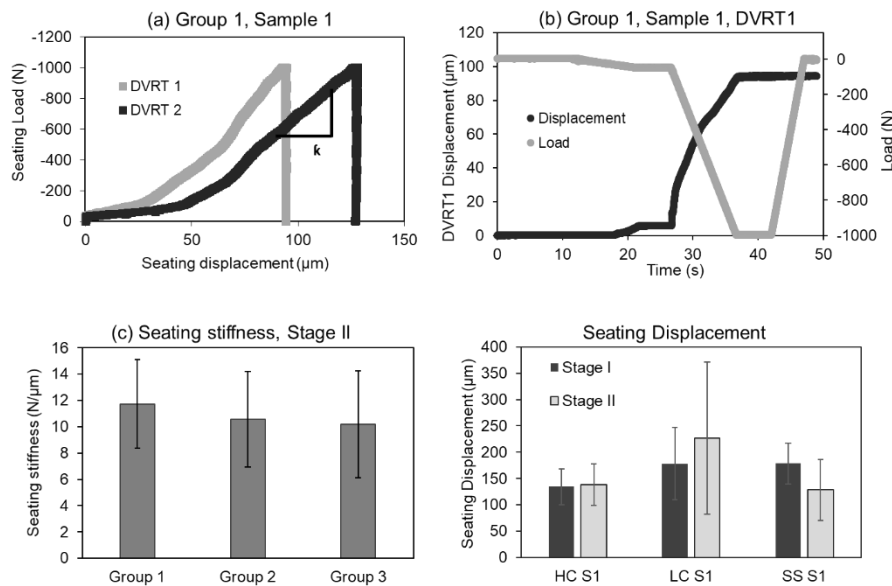 (a) Group 1, Sample 1
Seating Load (N)
-1200
-1000
-800
-600
-400
-200
0
DVRT 1
DVRT 2
k
0
50
100
150
Seating displacement (µm)
(b) Group 1, Sample 1, DVRT1
DVRT1 Displacement (µm)
120
100
80
60
40
20
0
Displacement
Load
0
-200
-400
-600
-800
-1000
Load (N)
0
10
20
30
40
50
Time (s)
(c) Seating stiffness, Stage II
Seating stiffness (N/µm)
16
14
12
10
8
6
4
2
0
Group 1
Group 2
Group 3
Seating Displacement
Seating Displacement (µm)
400
350
300
250
200
150
100
50
0
Stage I
Stage II
HC S1
LC S1
SS S1